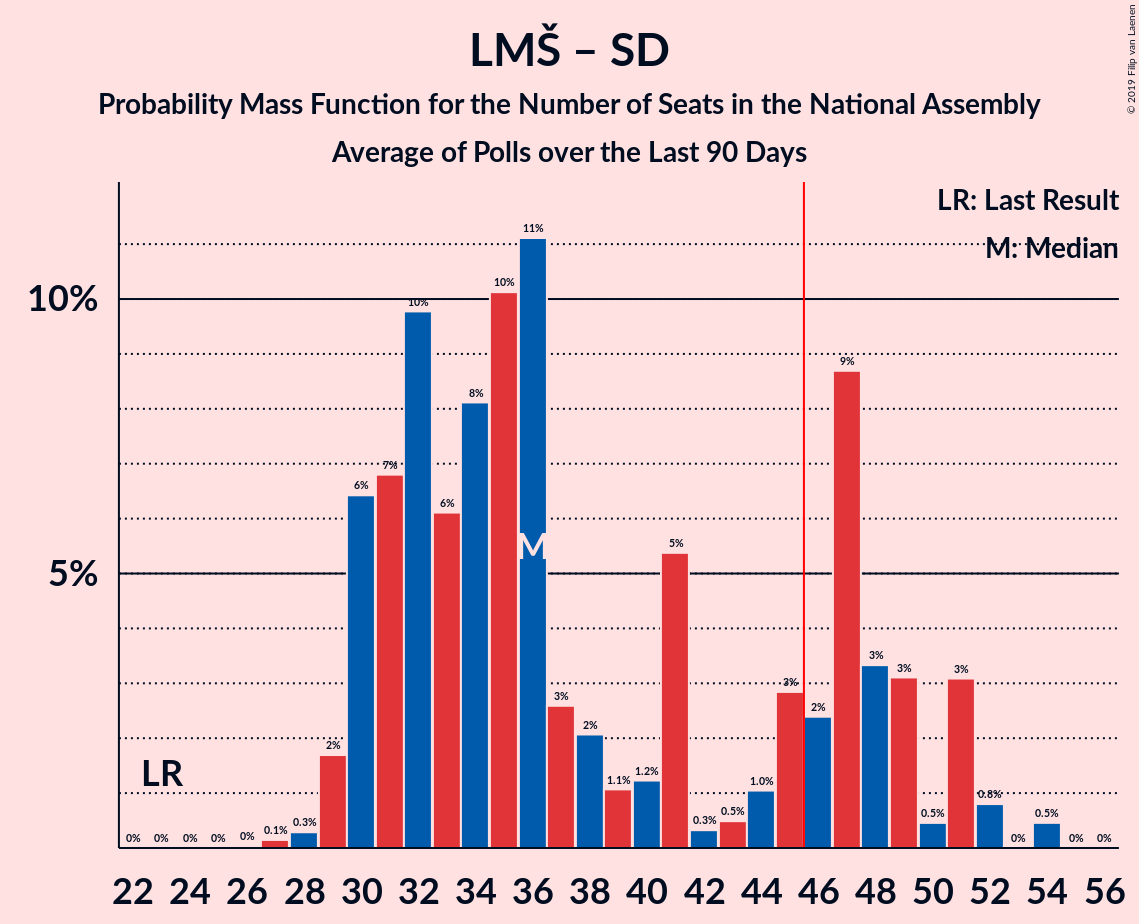 LMŠ – SD
Probability Mass Function for the Number of Seats in the National Assembly
Average of Polls over the Last 90 Days
© 2019 Filip van Laenen
LR: Last Result
M: Median
10%
5%
LR
M
0% 0% 0% 0% 0% 0.1% 0.3% 2% 6% 7% 10% 6% 8% 10% 11% 3% 2% 1.1% 1.2% 5% 0.3% 0.5% 1.0% 3% 2% 9% 3% 3% 0.5% 3% 0.8% 0% 0.5% 0% 0%
22 24 26 28 30 32 34 36 38 40 42 44 46 48 50 52 54 56